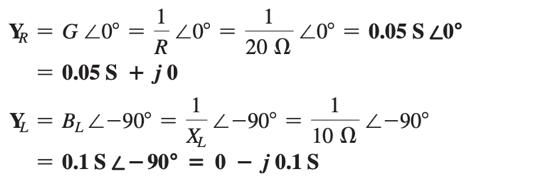 Y_R = G ∠0° = 1/R ∠0° = 1/20 Ω ∠0° = 0.05 S ∠0°
= 0.05 S + j 0
Y_L = B_L ∠−90° = 1/X_L ∠−90° = 1/10 Ω ∠−90°
= 0.1 S ∠−90° = 0 − j 0.1 S